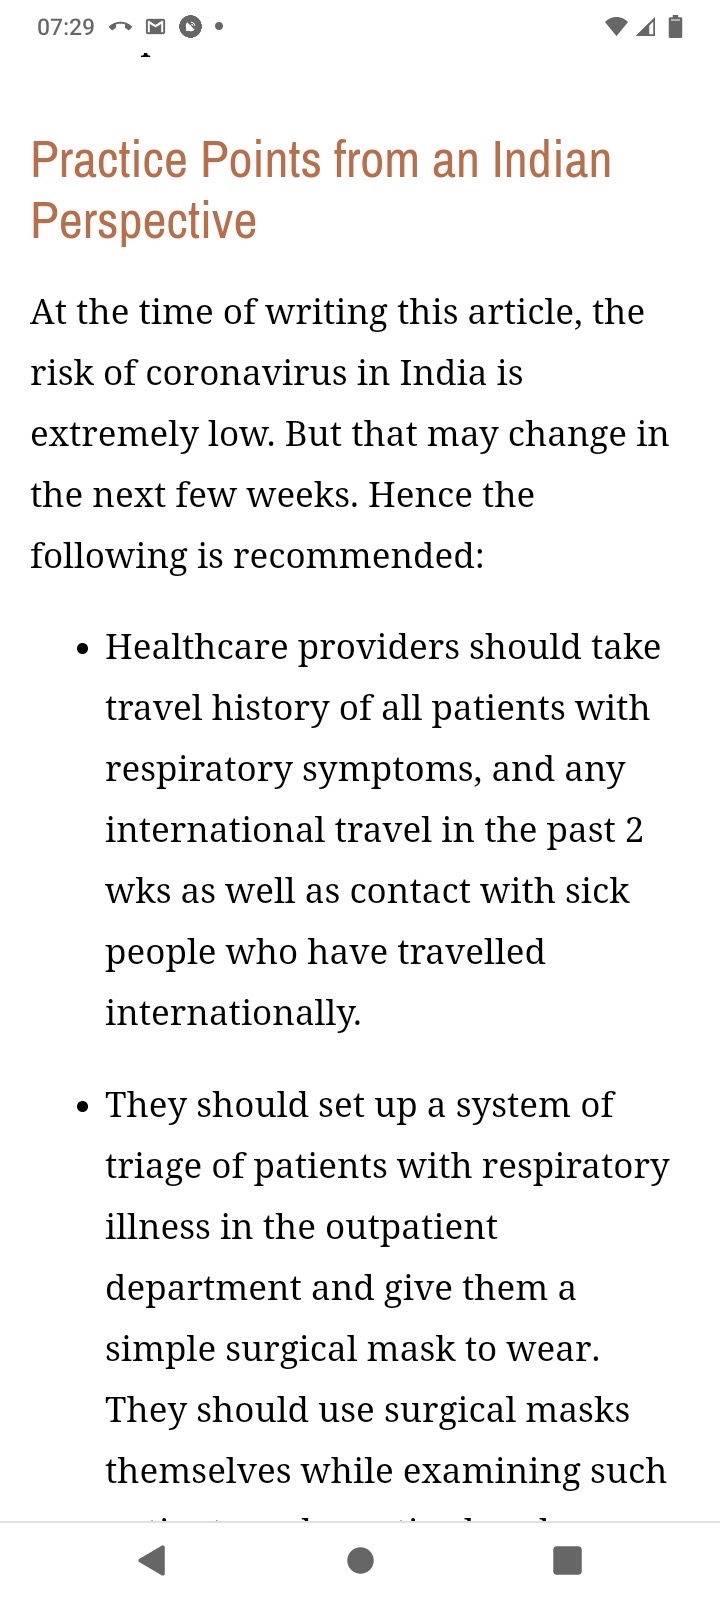 07:29
Practice Points from an Indian
Perspective
At the time of writing this article, the
risk of coronavirus in India is
extremely low. But that may change in
the next few weeks. Hence the
following is recommended:
• Healthcare providers should take
travel history of all patients with
respiratory symptoms, and any
international travel in the past 2
wks as well as contact with sick
people who have travelled
internationally.
• They should set up a system of
triage of patients with respiratory
illness in the outpatient
department and give them a
simple surgical mask to wear.
They should use surgical masks
themselves while examining such